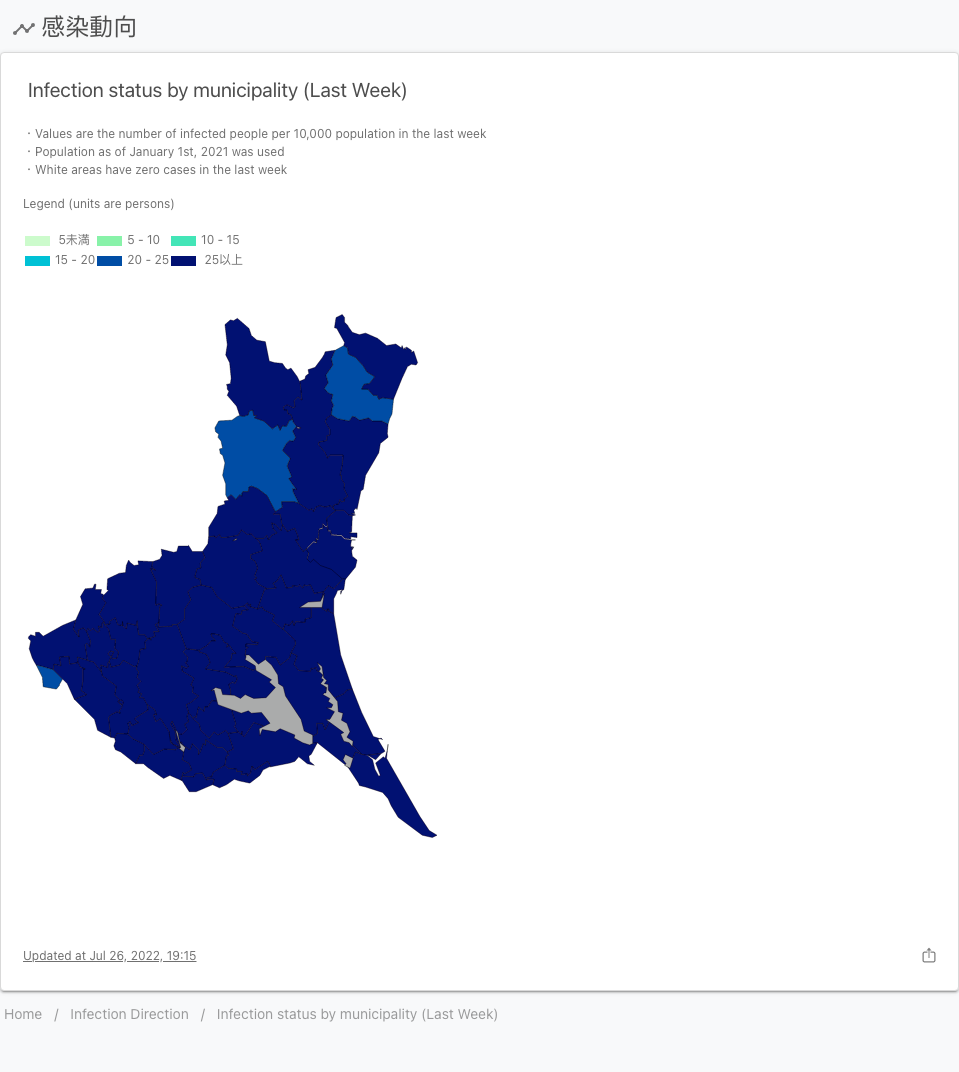 感染動向
Infection status by municipality (Last Week)
・Values are the number of infected people per 10,000 population in the last week
・Population as of January 1st, 2021 was used
・White areas have zero cases in the last week
Legend (units are persons)
5未満 5 - 10 10 - 15
15 - 20 20 - 25 25以上
Updated at Jul 26, 2022, 19:15
Home / Infection Direction / Infection status by municipality (Last Week)